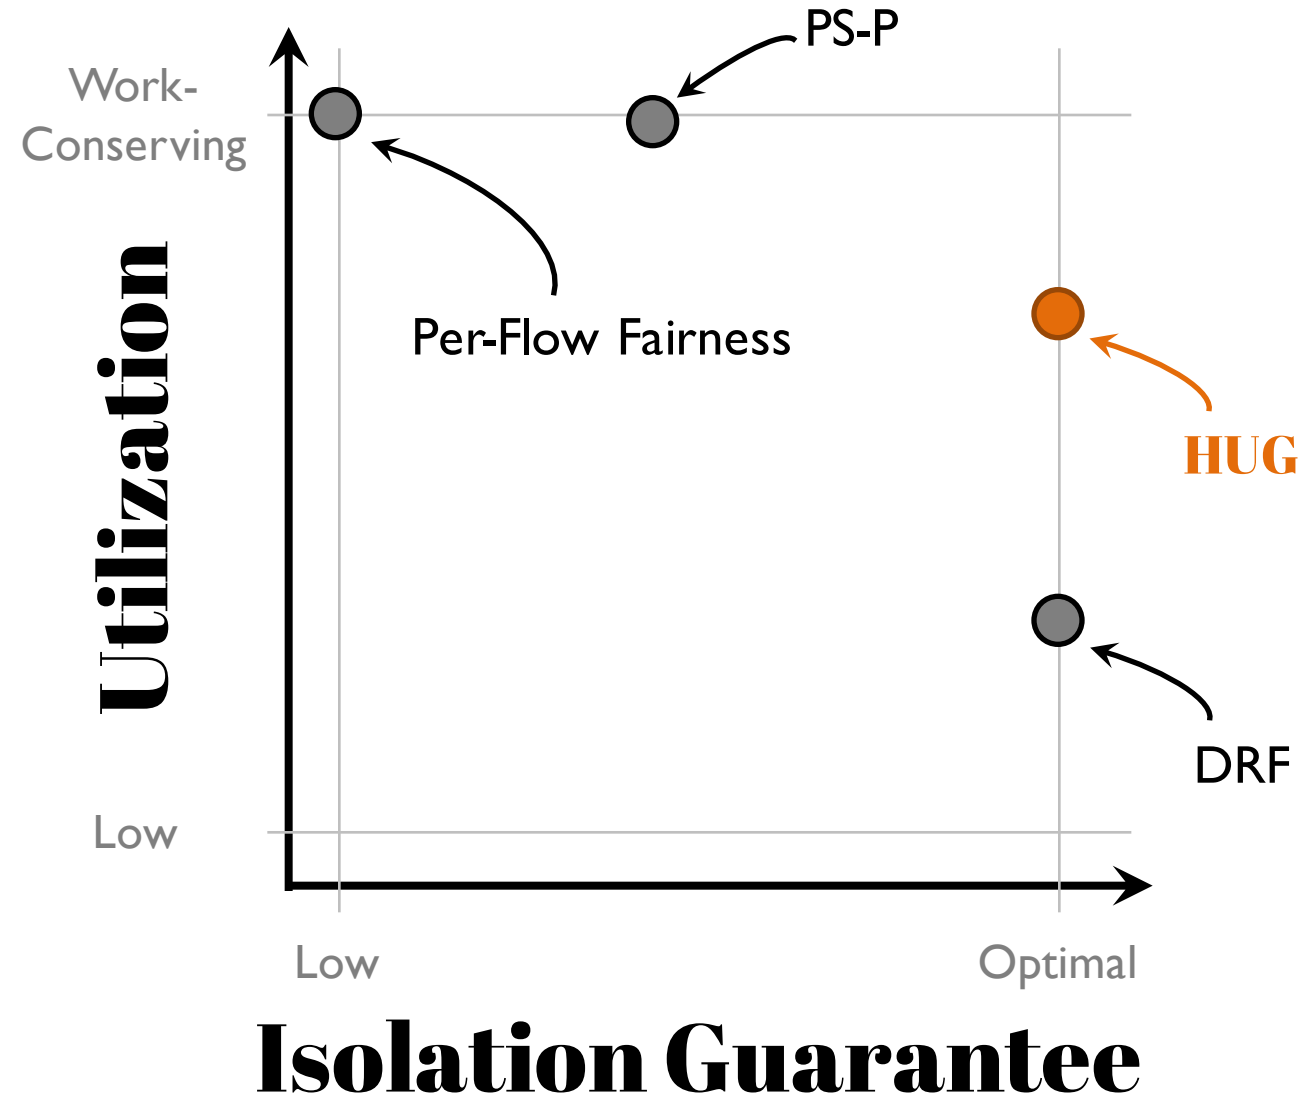 PS-P
Work-
Conserving
Utilization
Per-Flow Fairness
HUG
DRF
Low
Low
Optimal
Isolation Guarantee